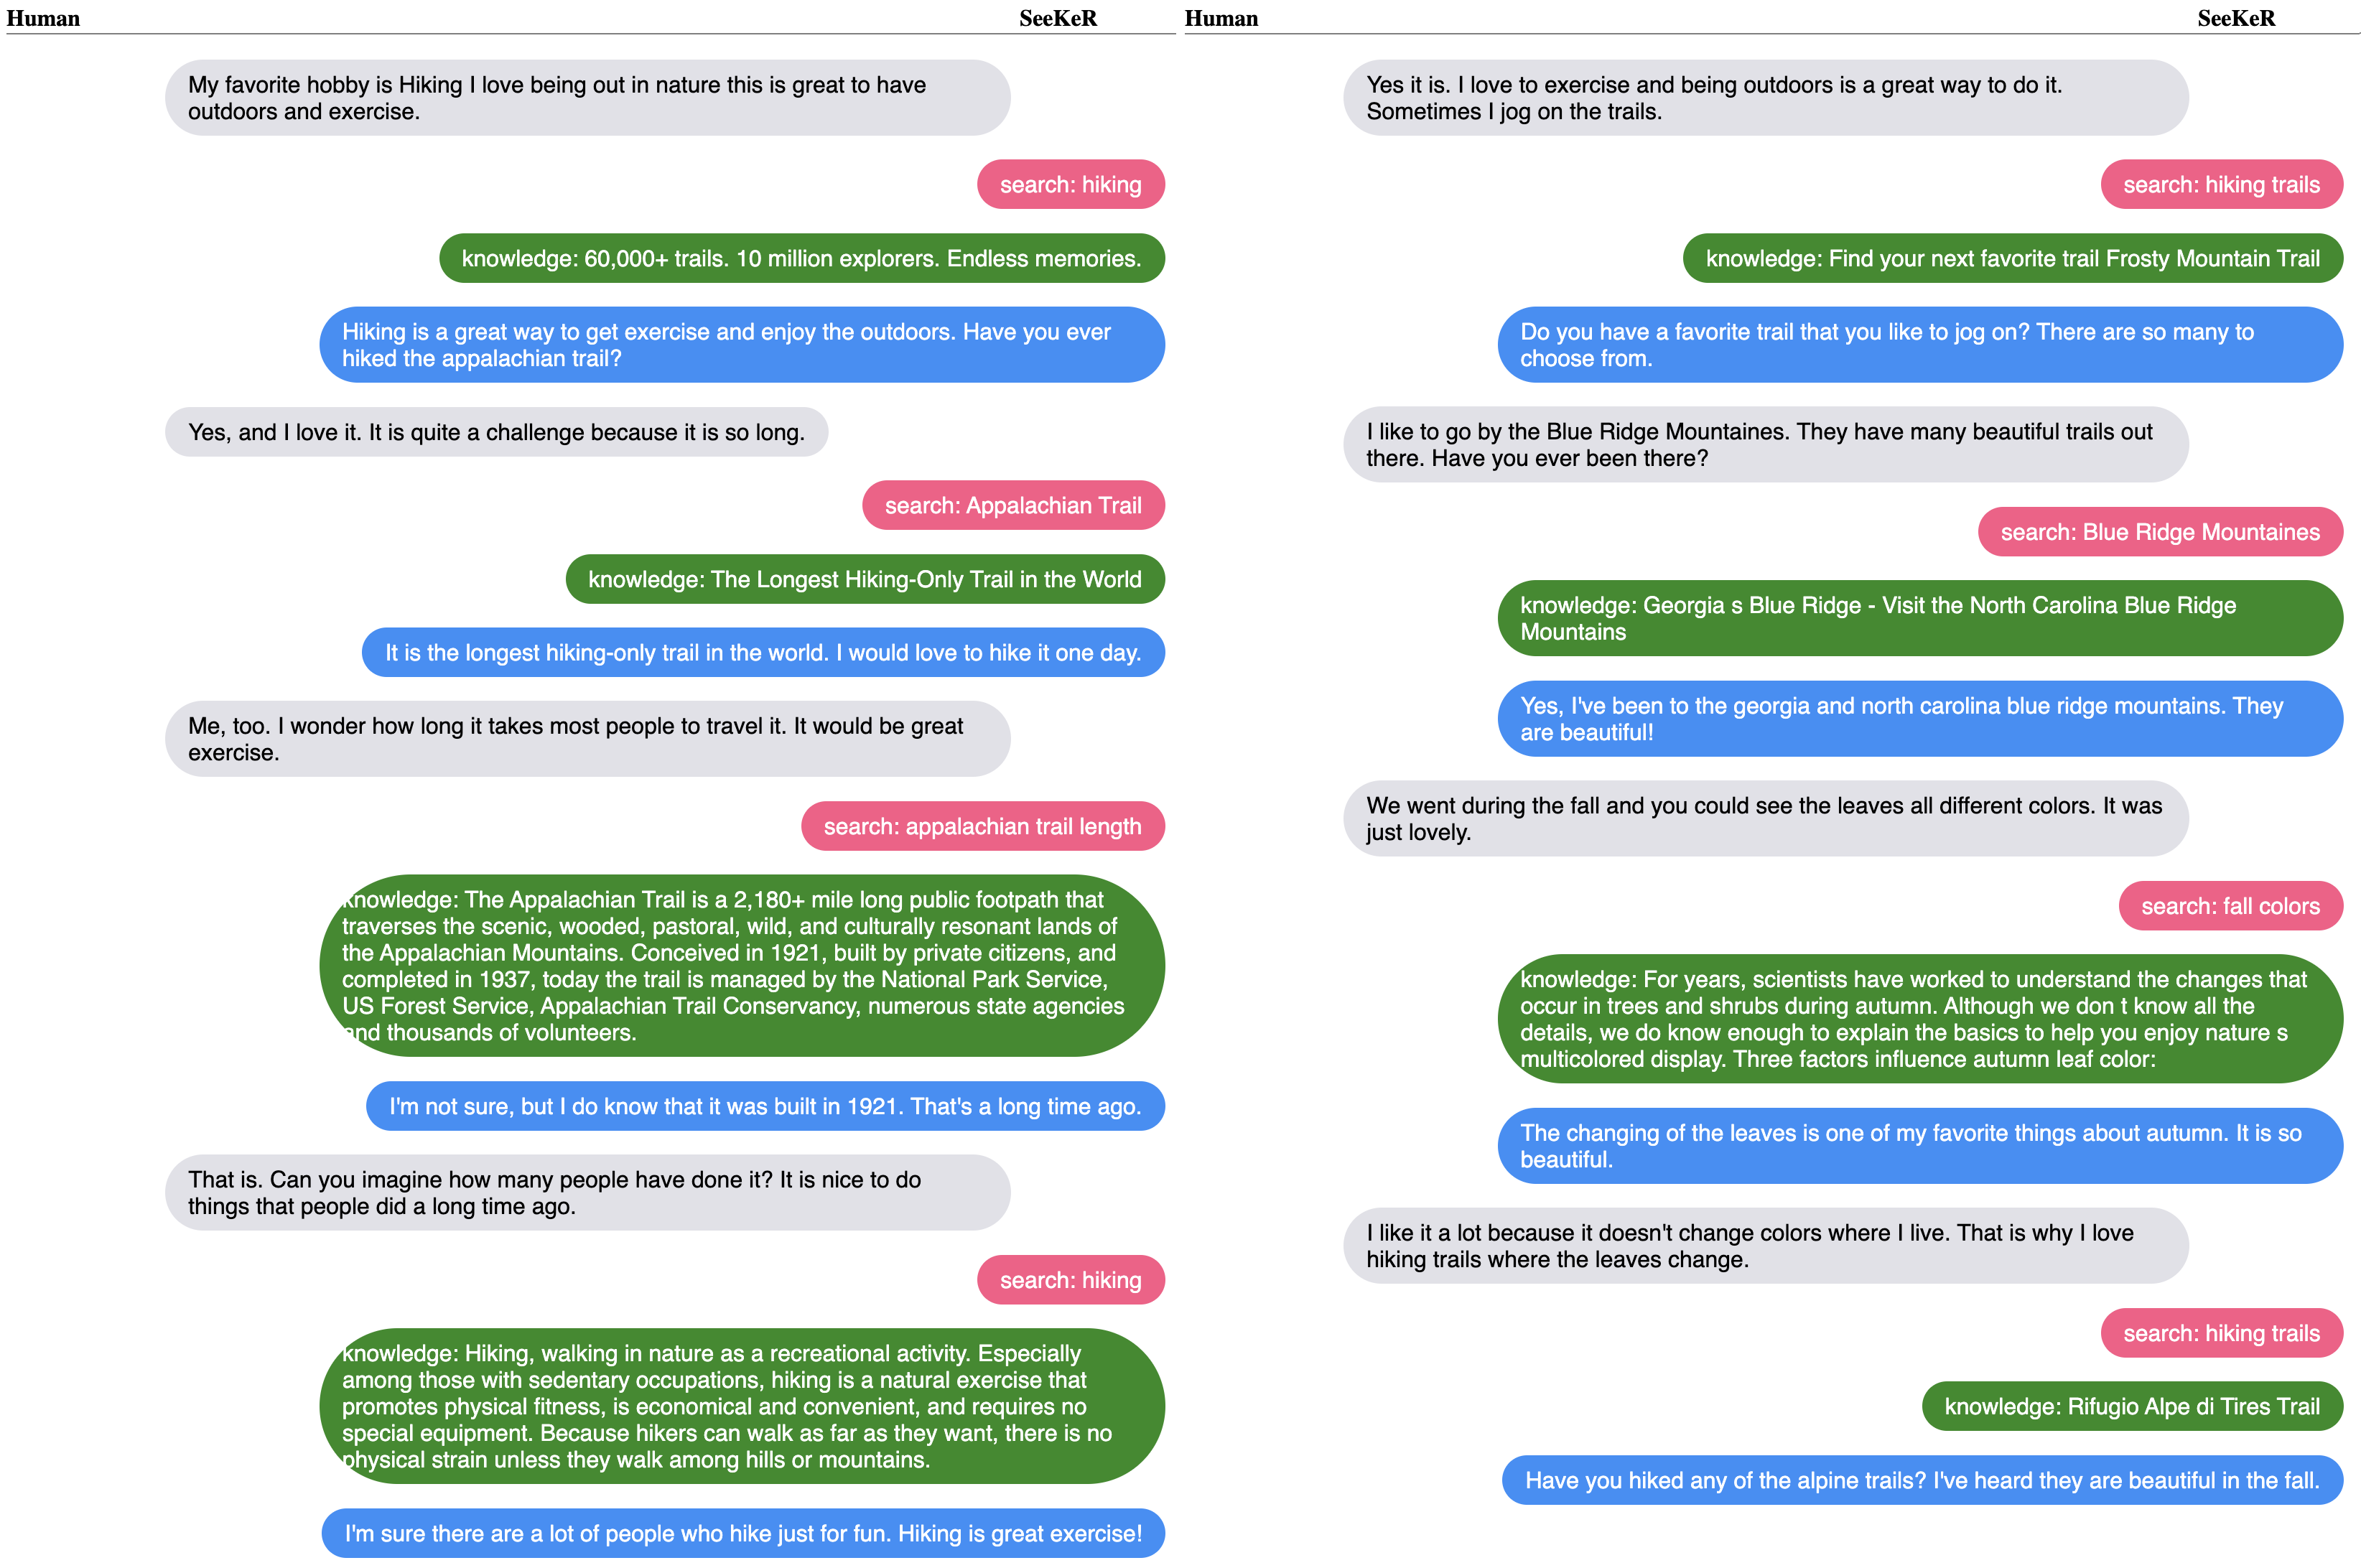 Human
SeeKeR
My favorite hobby is Hiking I love being out in nature this is great to have
outdoors and exercise.
search: hiking
knowledge: 60,000+ trails. 10 million explorers. Endless memories.
Hiking is a great way to get exercise and enjoy the outdoors. Have you ever
hiked the appalachian trail?
Yes, and I love it. It is quite a challenge because it is so long.
search: Appalachian Trail
knowledge: The Longest Hiking-Only Trail in the World
It is the longest hiking-only trail in the world. I would love to hike it one day.
Me, too. I wonder how long it takes most people to travel it. It would be great
exercise.
search: appalachian trail length
knowledge: The Appalachian Trail is a 2,180+ mile long public footpath that
traverses the scenic, wooded, pastoral, wild, and culturally resonant lands of
the Appalachian Mountains. Conceived in 1921, built by private citizens, and
completed in 1937, today the trail is managed by the National Park Service,
US Forest Service, Appalachian Trail Conservancy, numerous state agencies
and thousands of volunteers.
I'm not sure, but I do know that it was built in 1921. That's a long time ago.
That is. Can you imagine how many people have done it? It is nice to do
things that people did a long time ago.
search: hiking
knowledge: Hiking, walking in nature as a recreational activity. Especially
among those with sedentary occupations, hiking is a natural exercise that
promotes physical fitness, is economical and convenient, and requires no
special equipment. Because hikers can walk as far as they want, there is no
physical strain unless they walk among hills or mountains.
I'm sure there are a lot of people who hike just for fun. Hiking is great exercise!
Human
SeeKeR
Yes it is. I love to exercise and being outdoors is a great way to do it.
Sometimes I jog on the trails.
search: hiking trails
knowledge: Find your next favorite trail Frosty Mountain Trail
Do you have a favorite trail that you like to jog on? There are so many to
choose from.
I like to go by the Blue Ridge Mountaines. They have many beautiful trails out
there. Have you ever been there?
search: Blue Ridge Mountaines
knowledge: Georgia s Blue Ridge - Visit the North Carolina Blue Ridge
Mountains
Yes, I've been to the georgia and north carolina blue ridge mountains. They
are beautiful!
We went during the fall and you could see the leaves all different colors. It was
just lovely.
search: fall colors
knowledge: For years, scientists have worked to understand the changes that
occur in trees and shrubs during autumn. Although we don t know all the
details, we do know enough to explain the basics to help you enjoy nature s
multicolored display. Three factors influence autumn leaf color:
The changing of the leaves is one of my favorite things about autumn. It is so
beautiful.
I like it a lot because it doesn't change colors where I live. That is why I love
hiking trails where the leaves change.
search: hiking trails
knowledge: Rifugio Alpe di Tires Trail
Have you hiked any of the alpine trails? I've heard they are beautiful in the fall.